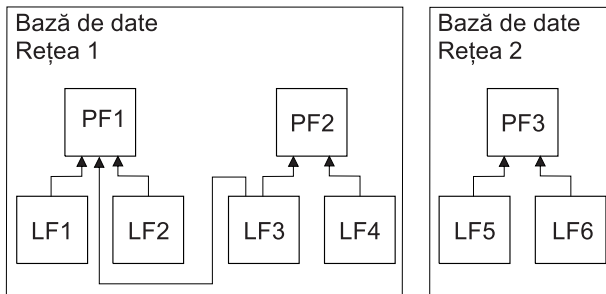 Bază de date
Rețea 1
Bază de date
Rețea 2
PF1
PF2
PF3
LF1
LF2
LF3
LF4
LF5
LF6